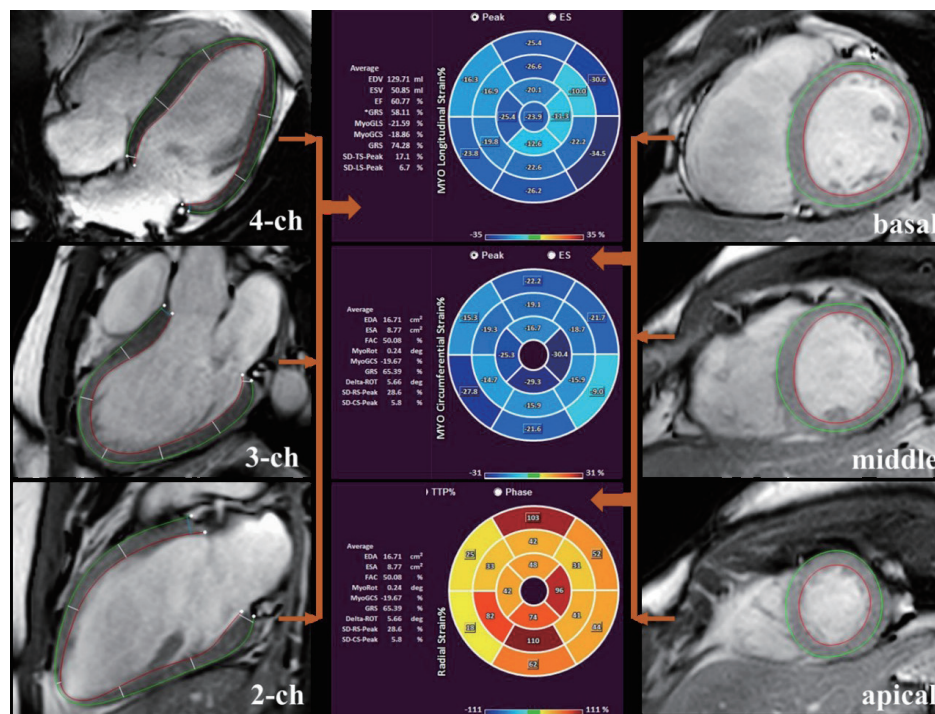 4-ch
3-ch
2-ch
Peak
ES
MYO Longitudinal Strain%
Average
EDV 129.71 ml
ESV 50.85 ml
EF 60.77 %
*GRS 58.11 %
MyoGLS -21.59 %
MyoGCS -18.86 %
GRS 74.28 %
SD-TS-Peak 17.1 %
SD-LS-Peak 6.7 %
-25.4
-26.6
-30.6
16.3
16.9
-20.1
-25.4
-23.9
-12.6
-19.8
-22.2
-23.8
-34.5
22.6
-26.2
-35
35 %
Peak
ES
MYO Circumferential Strain%
Average
EDA 16.71 cm²
ESA 8.77 cm²
FAC 50.08 %
MyoRot 0.24 deg
MyoGCS -19.67 %
GRS 65.39 %
Delta-ROT 5.66 deg
SD-RS-Peak 28.6 %
SD-CS-Peak 5.8 %
-22.2
-19.1
-21.7
15.3
-19.3
-16.7
-18.7
-25.3
-30.4
-14.7
-15.9
-27.8
-9.0
-29.3
-15.9
-21.6
-31
31 %
TTP%
Phase
Radial Strain%
Average
EDA 16.71 cm²
ESA 8.77 cm²
FAC 50.08 %
MyoRot 0.24 deg
MyoGCS -19.67 %
GRS 65.39 %
Delta-ROT 5.66 deg
SD-RS-Peak 28.6 %
SD-CS-Peak 5.8 %
103
42
25
52
33
48
31
42
96
82
41
18
44
74
110
62
-111
111 %
basal
middle
apical